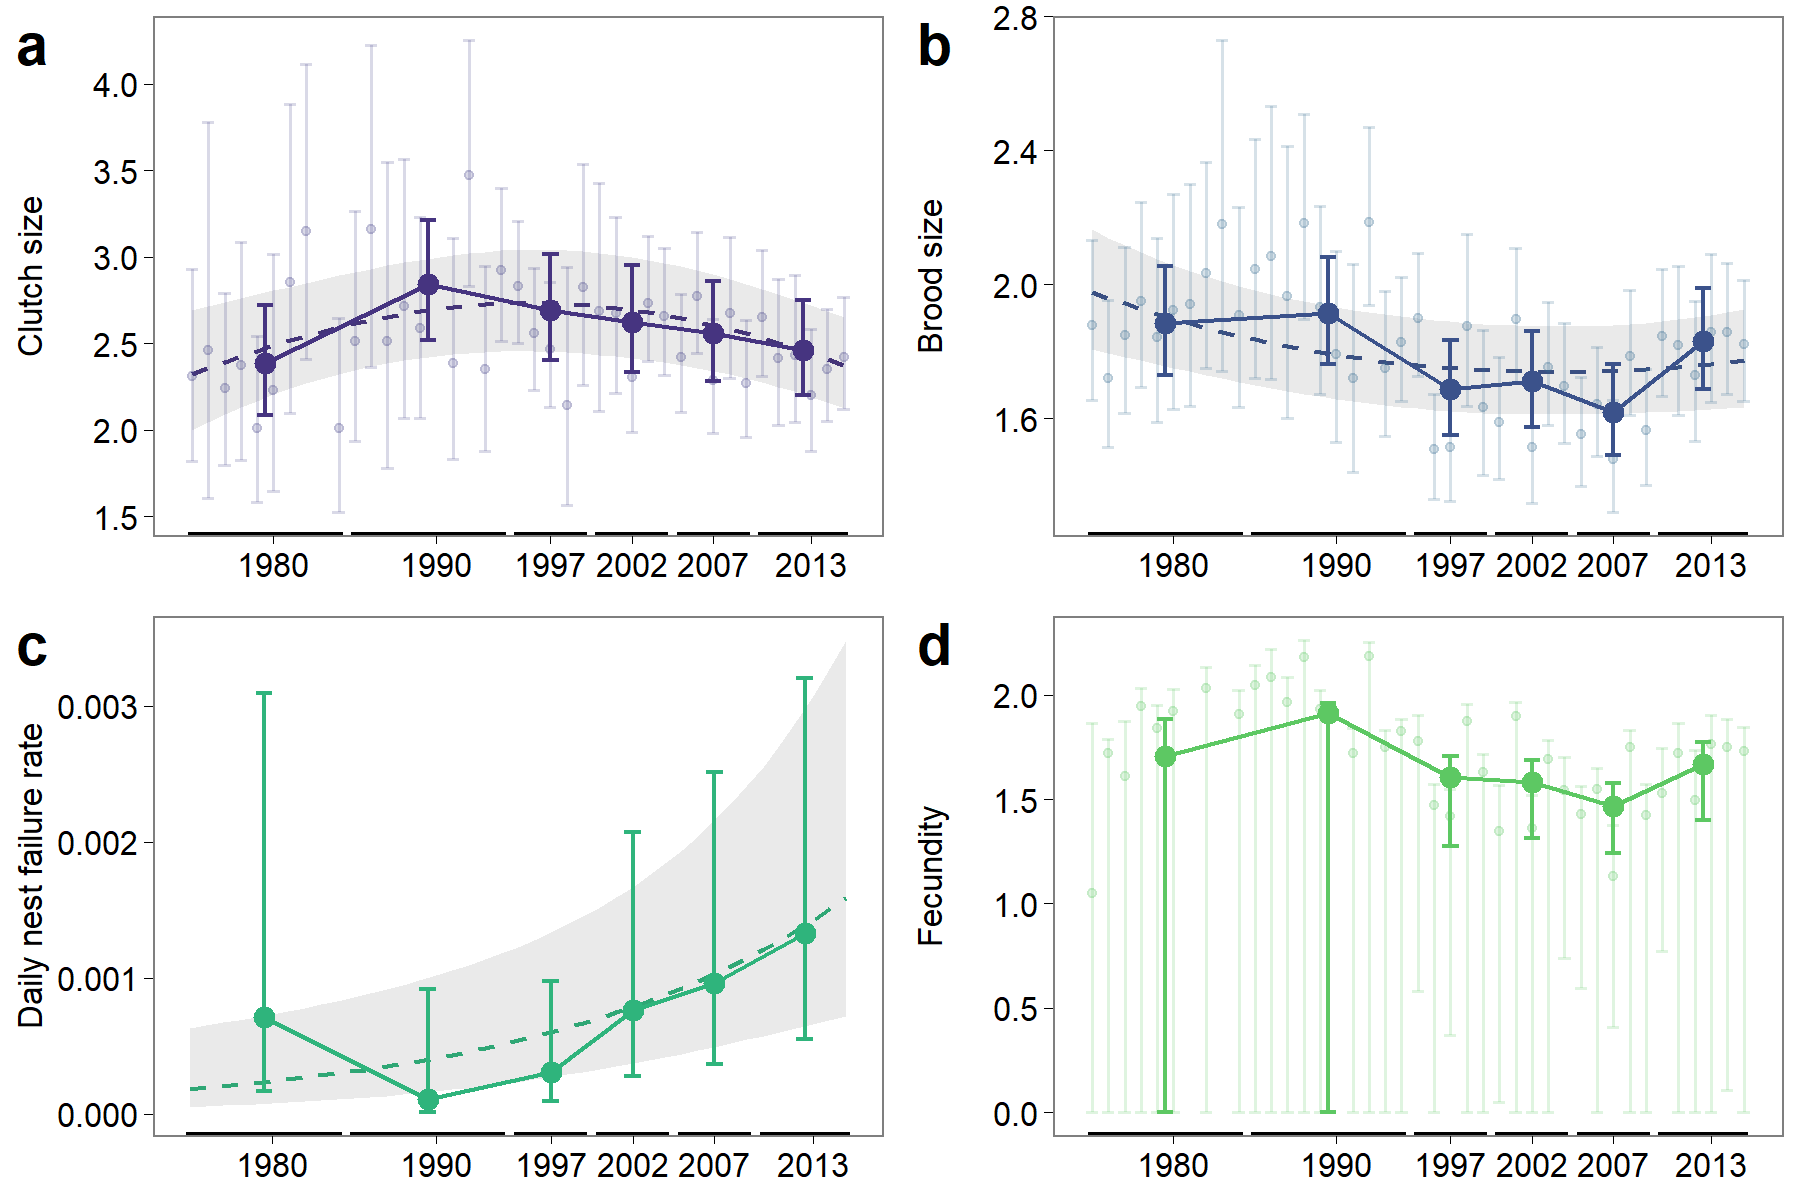 a
Clutch size
4.0
3.5
3.0
2.5
2.0
1.5
1980 1990 1997 2002 2007 2013
b
Brood size
2.8
2.4
2.0
1.6
1980 1990 1997 2002 2007 2013
c
Daily nest failure rate
0.003
0.002
0.001
0.000
1980 1990 1997 2002 2007 2013
d
Fecundity
2.0
1.5
1.0
0.5
0.0
1980 1990 1997 2002 2007 2013